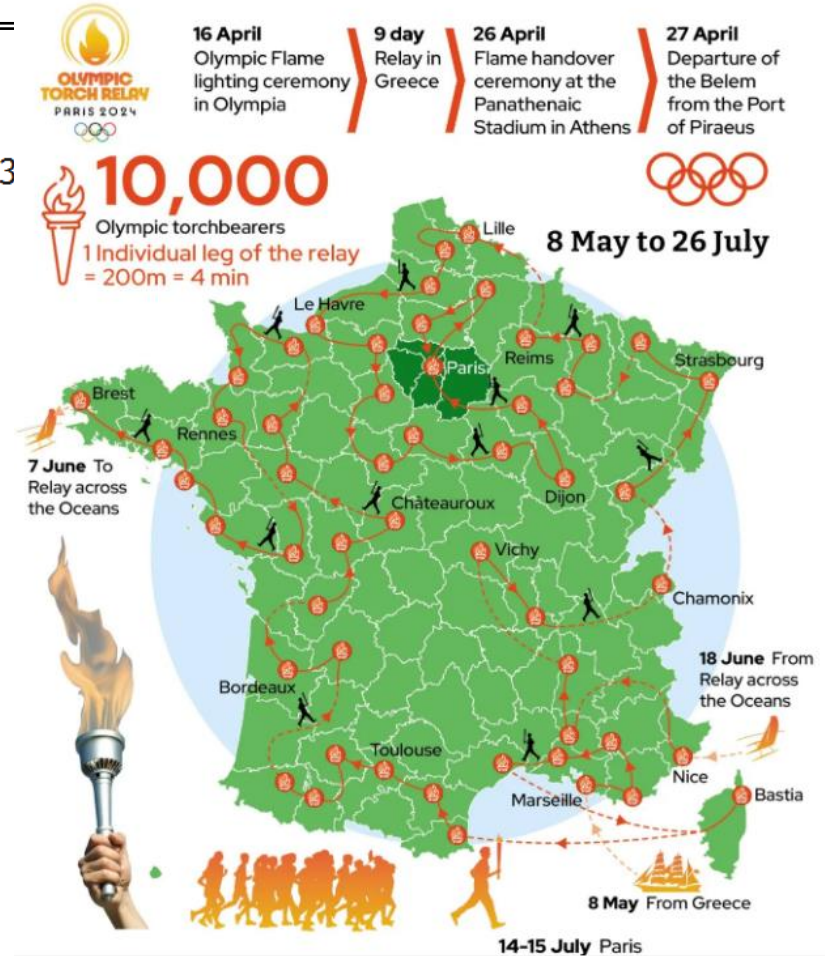 16 April
Olympic Flame
lighting ceremony
in Olympia
9 day
Relay in
Greece
26 April
Flame handover
ceremony at the
Panathenaic
Stadium in Athens
27 April
Departure of
the Belem
from the Port
of Piraeus
OLYMPIC
TORCH RELAY
PARIS 2024
3
10,000
Olympic torchbearers
1 Individual leg of the relay
= 200m = 4 min
8 May to 26 July
Lille
Le Havre
Paris
Reims
Strasbourg
Brest
Rennes
7 June To
Relay across
the Oceans
Dijon
Châteauroux
Vichy
Chamonix
18 June From
Relay across
the Oceans
Bordeaux
Toulouse
Nice
Marseille
Bastia
8 May From Greece
14-15 July Paris